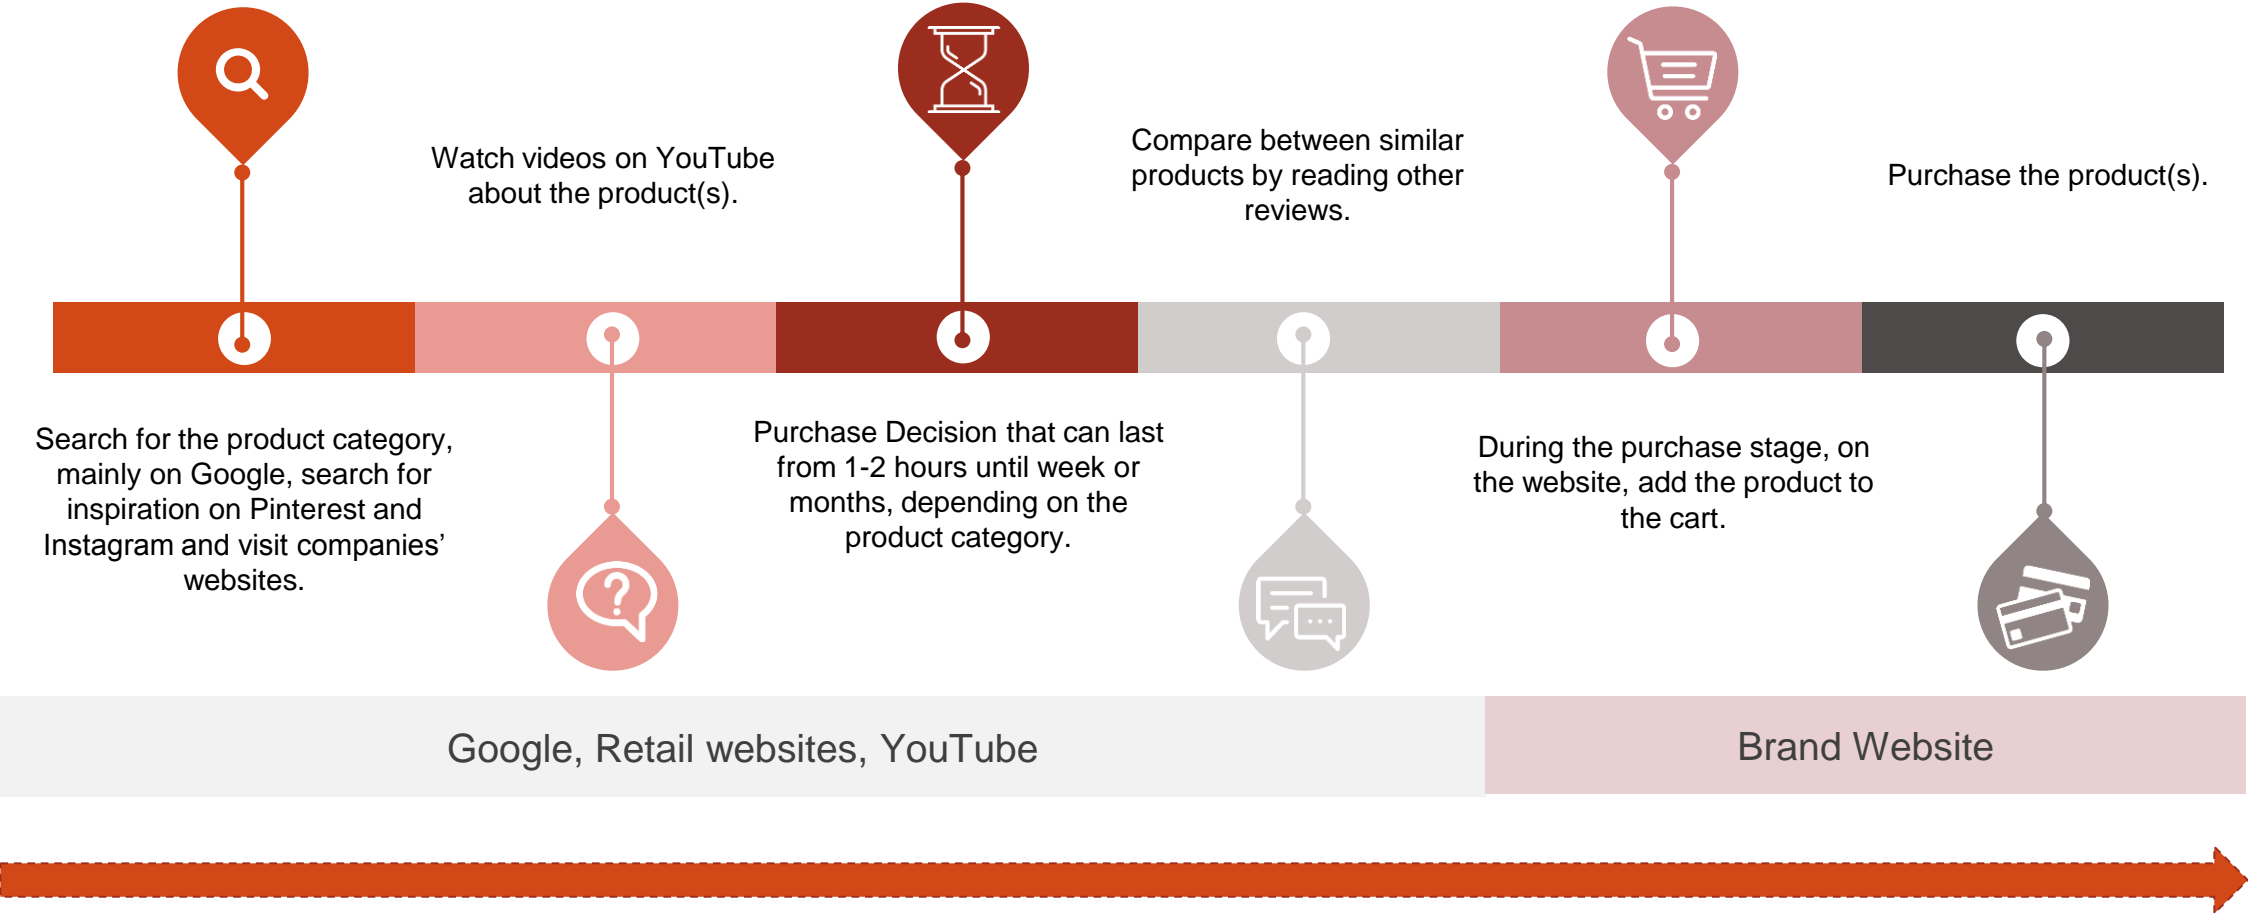 Watch videos on YouTube
about the product(s).
Compare between similar
products by reading other
reviews.
Purchase the product(s).
Search for the product category,
mainly on Google, search for
inspiration on Pinterest and
Instagram and visit companies’
websites.
Purchase Decision that can last
from 1-2 hours until week or
months, depending on the
product category.
During the purchase stage, on
the website, add the product to
the cart.
Google, Retail websites, YouTube
Brand Website